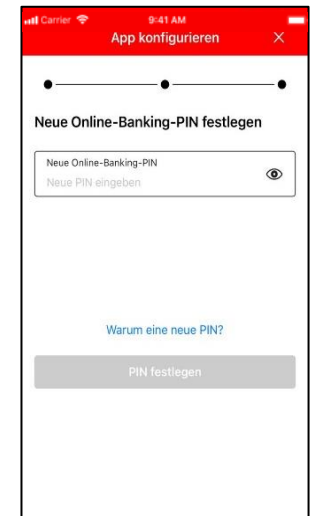 Carrier 9:41 AM
App konfigurieren
Neue Online-Banking-PIN festlegen
Neue Online-Banking-PIN
Neue PIN eingeben
Warum eine neue PIN?
PIN festlegen